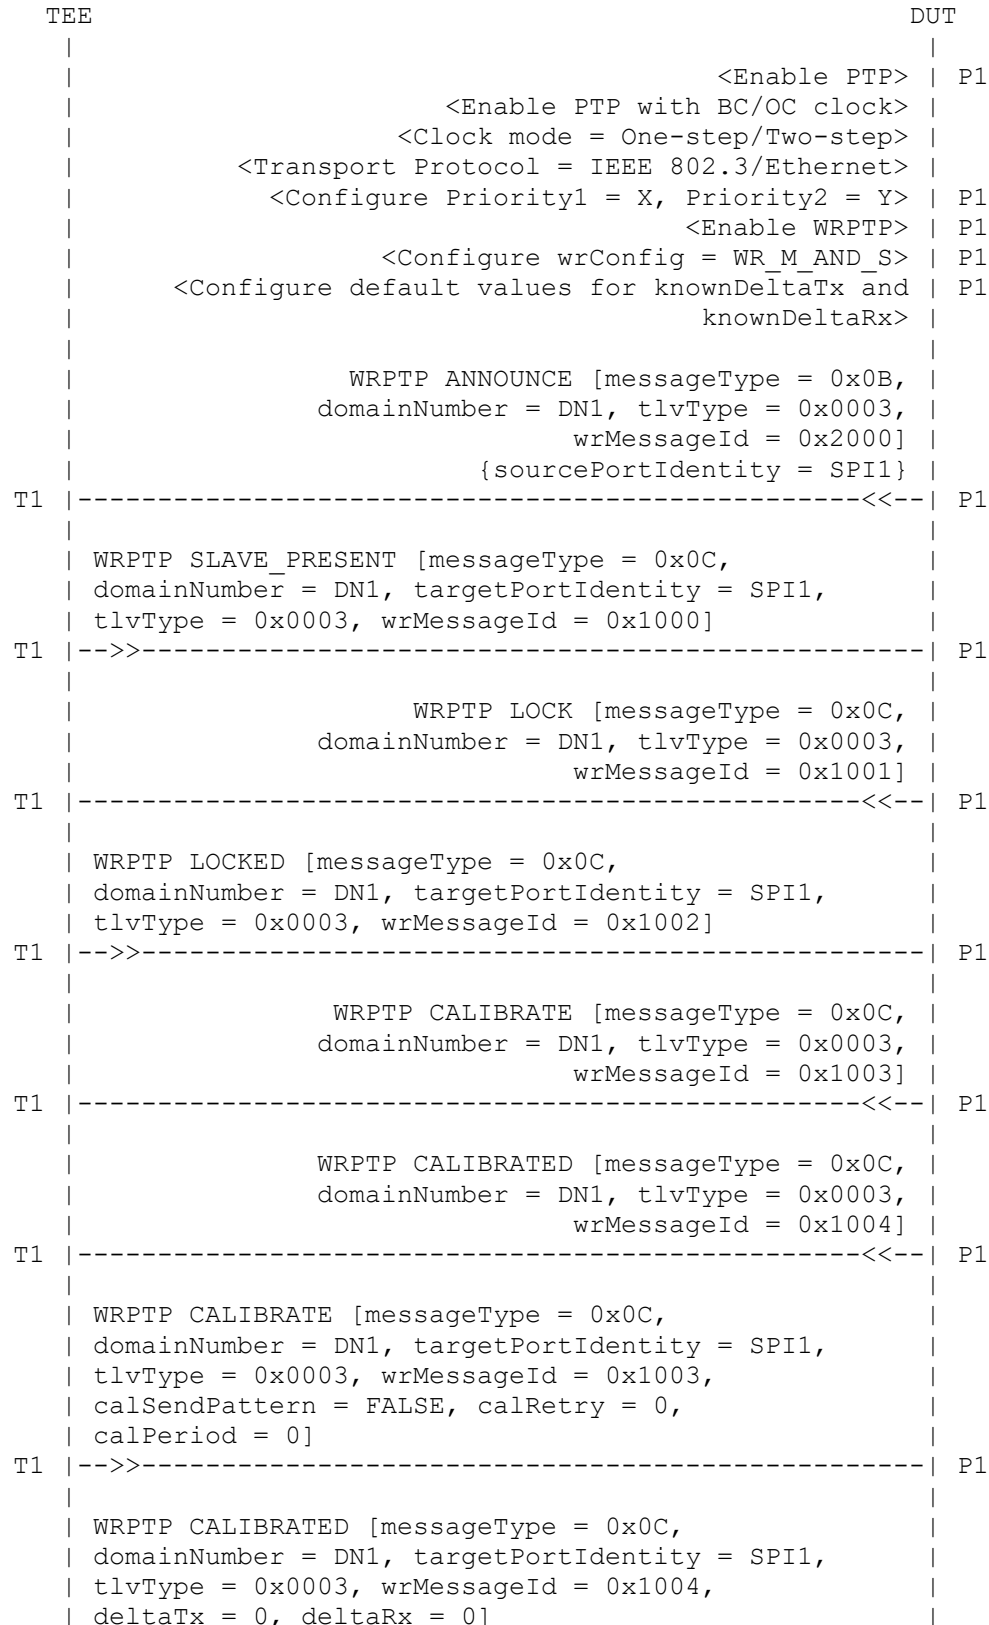 TEE                                                   DUT
   |                                                     |
   |                                        <Enable PTP> | P1
   |                       <Enable PTP with BC/OC clock> |
   |                    <Clock mode = One-step/Two-step> |
   |          <Transport Protocol = IEEE 802.3/Ethernet> |
   |            <Configure Priority1 = X, Priority2 = Y> | P1
   |                                      <Enable WRPTP> | P1
   |                   <Configure wrConfig = WR_M_AND_S> | P1
   |      <Configure default values for knownDeltaTx and | P1
   |                                       knownDeltaRx> |
   |                                                     |
   |                 WRPTP ANNOUNCE [messageType = 0x0B, |
   |               domainNumber = DN1, tlvType = 0x0003, |
   |                               wrMessageId = 0x2000] |
   |                         {sourcePortIdentity = SPI1} |
T1 |-------------------------------------------------<<--| P1
   |                                                     |
   | WRPTP SLAVE_PRESENT [messageType = 0x0C,            |
   | domainNumber = DN1, targetPortIdentity = SPI1,      |
   | tlvType = 0x0003, wrMessageId = 0x1000]             |
T1 |-->>-------------------------------------------------| P1
   |                                                     |
   |                     WRPTP LOCK [messageType = 0x0C, |
   |               domainNumber = DN1, tlvType = 0x0003, |
   |                               wrMessageId = 0x1001] |
T1 |-------------------------------------------------<<--| P1
   |                                                     |
   | WRPTP LOCKED [messageType = 0x0C,                   |
   | domainNumber = DN1, targetPortIdentity = SPI1,      |
   | tlvType = 0x0003, wrMessageId = 0x1002]             |
T1 |-->>-------------------------------------------------| P1
   |                                                     |
   |                WRPTP CALIBRATE [messageType = 0x0C, |
   |               domainNumber = DN1, tlvType = 0x0003, |
   |                               wrMessageId = 0x1003] |
T1 |-------------------------------------------------<<--| P1
   |                                                     |
   |               WRPTP CALIBRATED [messageType = 0x0C, |
   |               domainNumber = DN1, tlvType = 0x0003, |
   |                               wrMessageId = 0x1004] |
T1 |-------------------------------------------------<<--| P1
   |                                                     |
   | WRPTP CALIBRATE [messageType = 0x0C,                |
   | domainNumber = DN1, targetPortIdentity = SPI1,      |
   | tlvType = 0x0003, wrMessageId = 0x1003,             |
   | calSendPattern = FALSE, calRetry = 0,               |
   | calPeriod = 0]                                      |
T1 |-->>-------------------------------------------------| P1
   |                                                     |
   | WRPTP CALIBRATED [messageType = 0x0C,               |
   | domainNumber = DN1, targetPortIdentity = SPI1,      |
   | tlvType = 0x0003, wrMessageId = 0x1004,             |
   | deltaTx = 0, deltaRx = 0]                           |